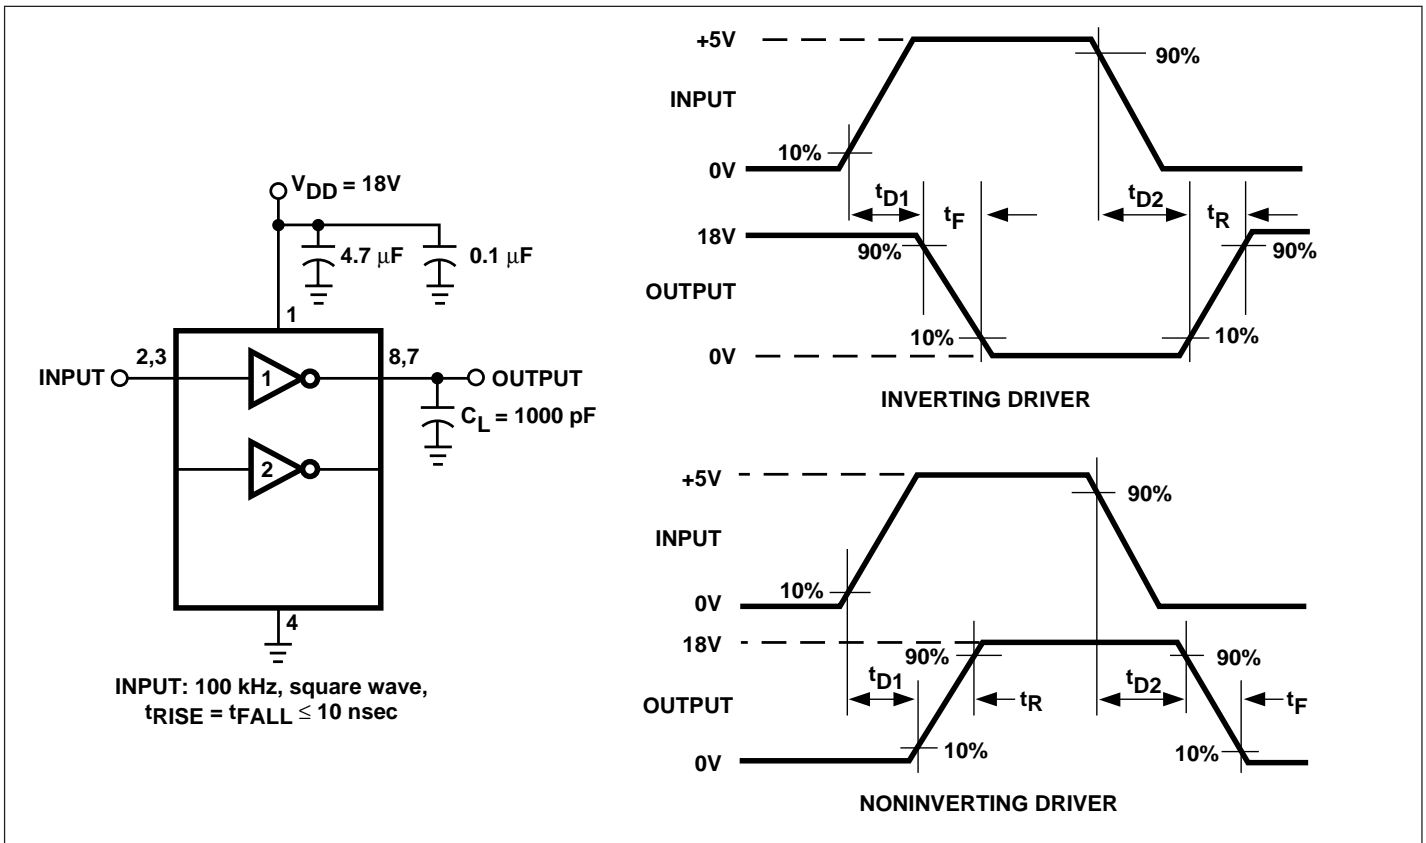 V_DD = 18V
4.7 µF
0.1 µF
1
2,3
8,7
INPUT
1
OUTPUT
C_L = 1000 pF
2
4
INPUT: 100 kHz, square wave,
t_RISE = t_FALL ≤ 10 nsec
+5V
90%
INPUT
10%
0V
t_D1
t_F
t_D2
t_R
18V
90%
90%
OUTPUT
10%
10%
0V
INVERTING DRIVER
+5V
90%
INPUT
10%
0V
18V
90%
90%
t_D1
t_R
t_D2
t_F
OUTPUT
10%
10%
0V
NONINVERTING DRIVER